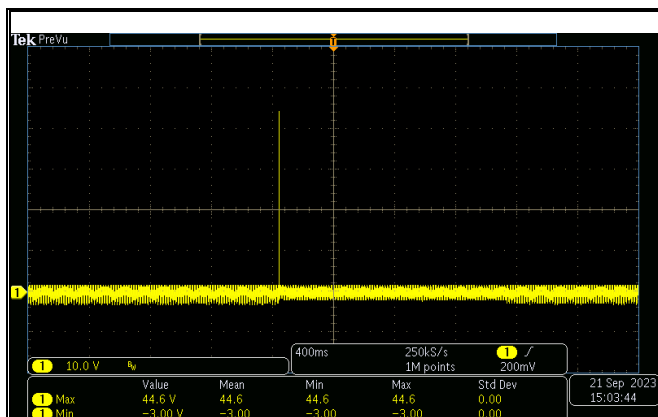 Tek PreVu
T
1
400ms 250kS/s 1 ∫
1 10.0 V BW 1M points 200mV
Value Mean Min Max Std Dev
1 Max 44.6 V 44.6 44.6 44.6 0.00
1 Min -3.00 V -3.00 -3.00 -3.00 0.00
21 Sep 2023
15:03:44